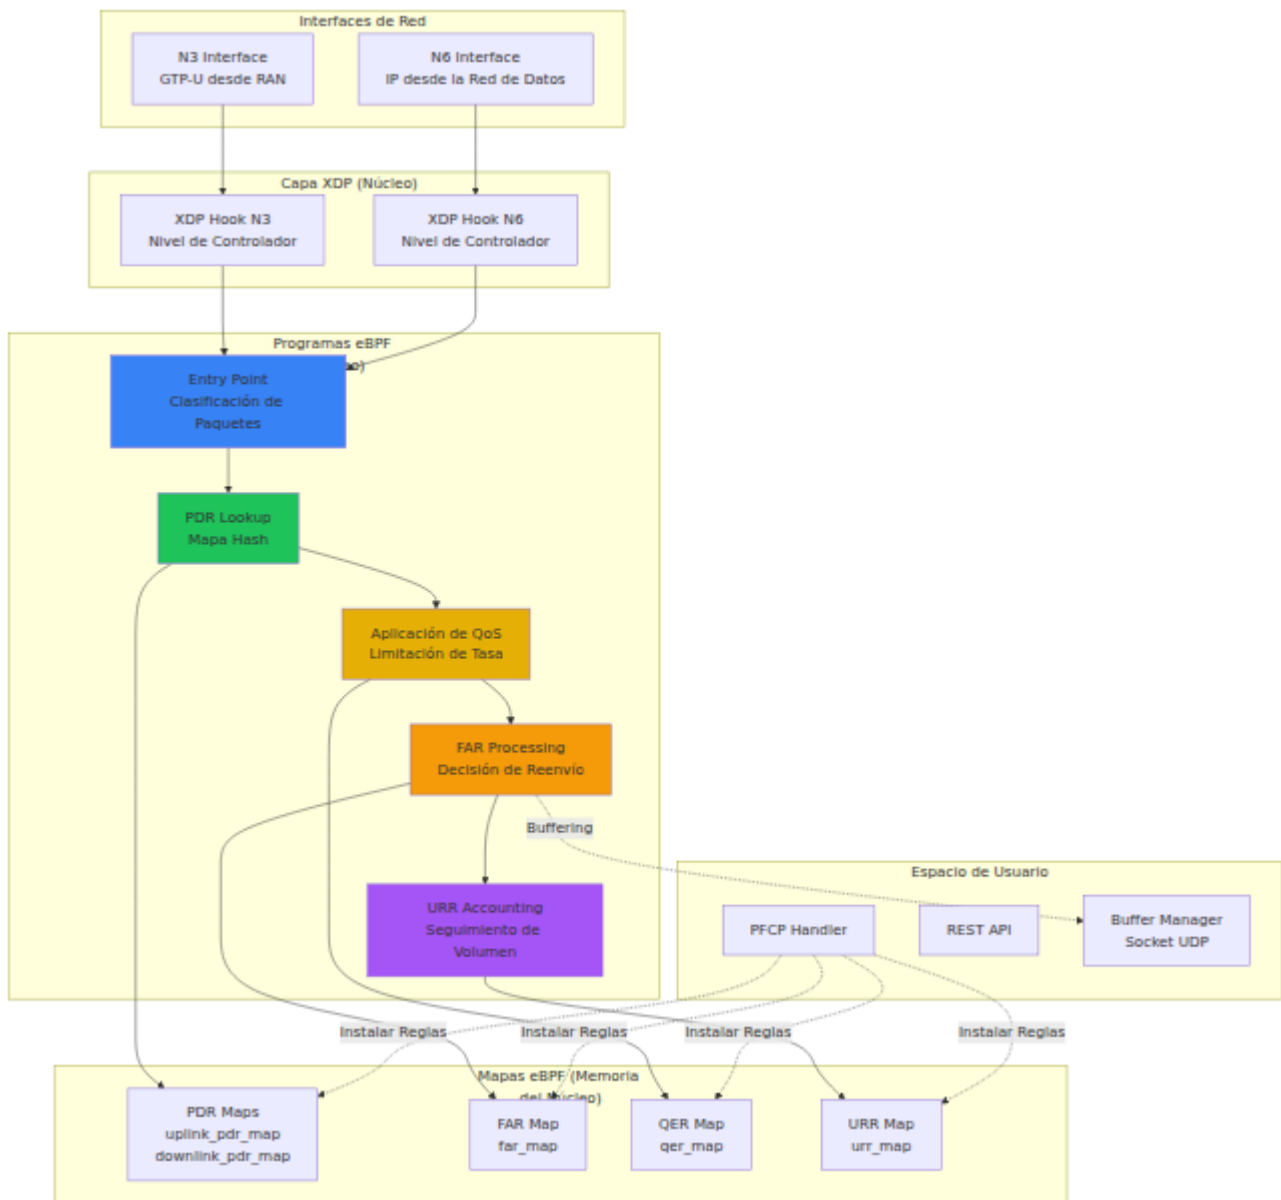 Interfaces de Red
N3 Interface
GTP-U desde RAN
N6 Interface
IP desde la Red de Datos
Capa XDP (Núcleo)
XDP Hook N3
Nivel de Controlador
XDP Hook N6
Nivel de Controlador
Programas eBPF
Entry Point
Clasificación de
Paquetes
PDR Lookup
Mapa Hash
Aplicación de QoS
Limitación de Tasa
FAR Processing
Decisión de Reenvío
Buffering
URR Accounting
Seguimiento de
Volumen
Espacio de Usuario
PFCP Handler
REST API
Buffer Manager
Socket UDP
Instalar Reglas
Instalar Reglas
Instalar Reglas
Instalar Reglas
Mapas eBPF (Memoria
del Núcleo)
PDR Maps
uplink_pdr_map
downlink_pdr_map
FAR Map
far_map
QER Map
qer_map
URR Map
urr_map